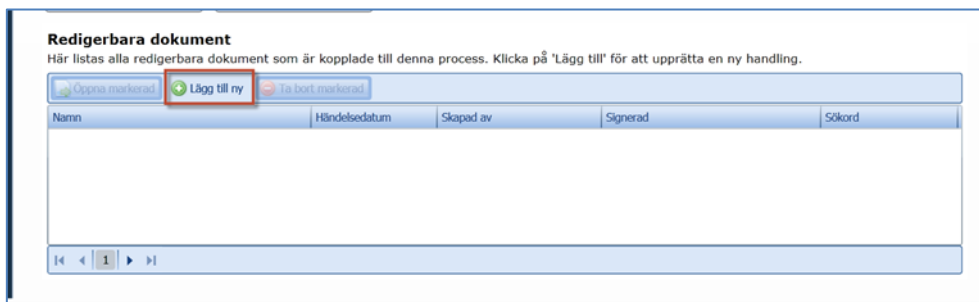 Redigerbara dokument
Här listas alla redigerbara dokument som är kopplade till denna process. Klicka på 'Lägg till' för att upprätta en ny handling.
Öppna markerad Lägg till ny Ta bort markerad
Namn Händelsedatum Skapad av Signerad Sökord
1